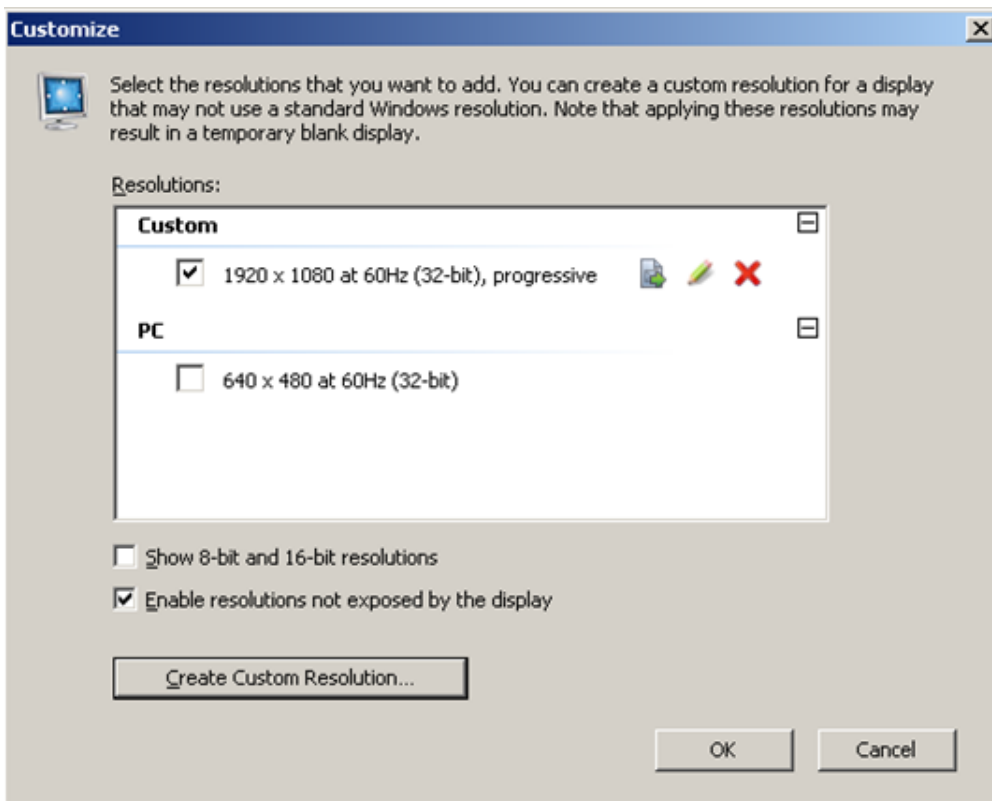 Customize
Select the resolutions that you want to add. You can create a custom resolution for a display
that may not use a standard Windows resolution. Note that applying these resolutions may
result in a temporary blank display.
Resolutions:
Custom
1920 x 1080 at 60Hz (32-bit), progressive
PC
640 x 480 at 60Hz (32-bit)
Show 8-bit and 16-bit resolutions
Enable resolutions not exposed by the display
Create Custom Resolution...
OK Cancel